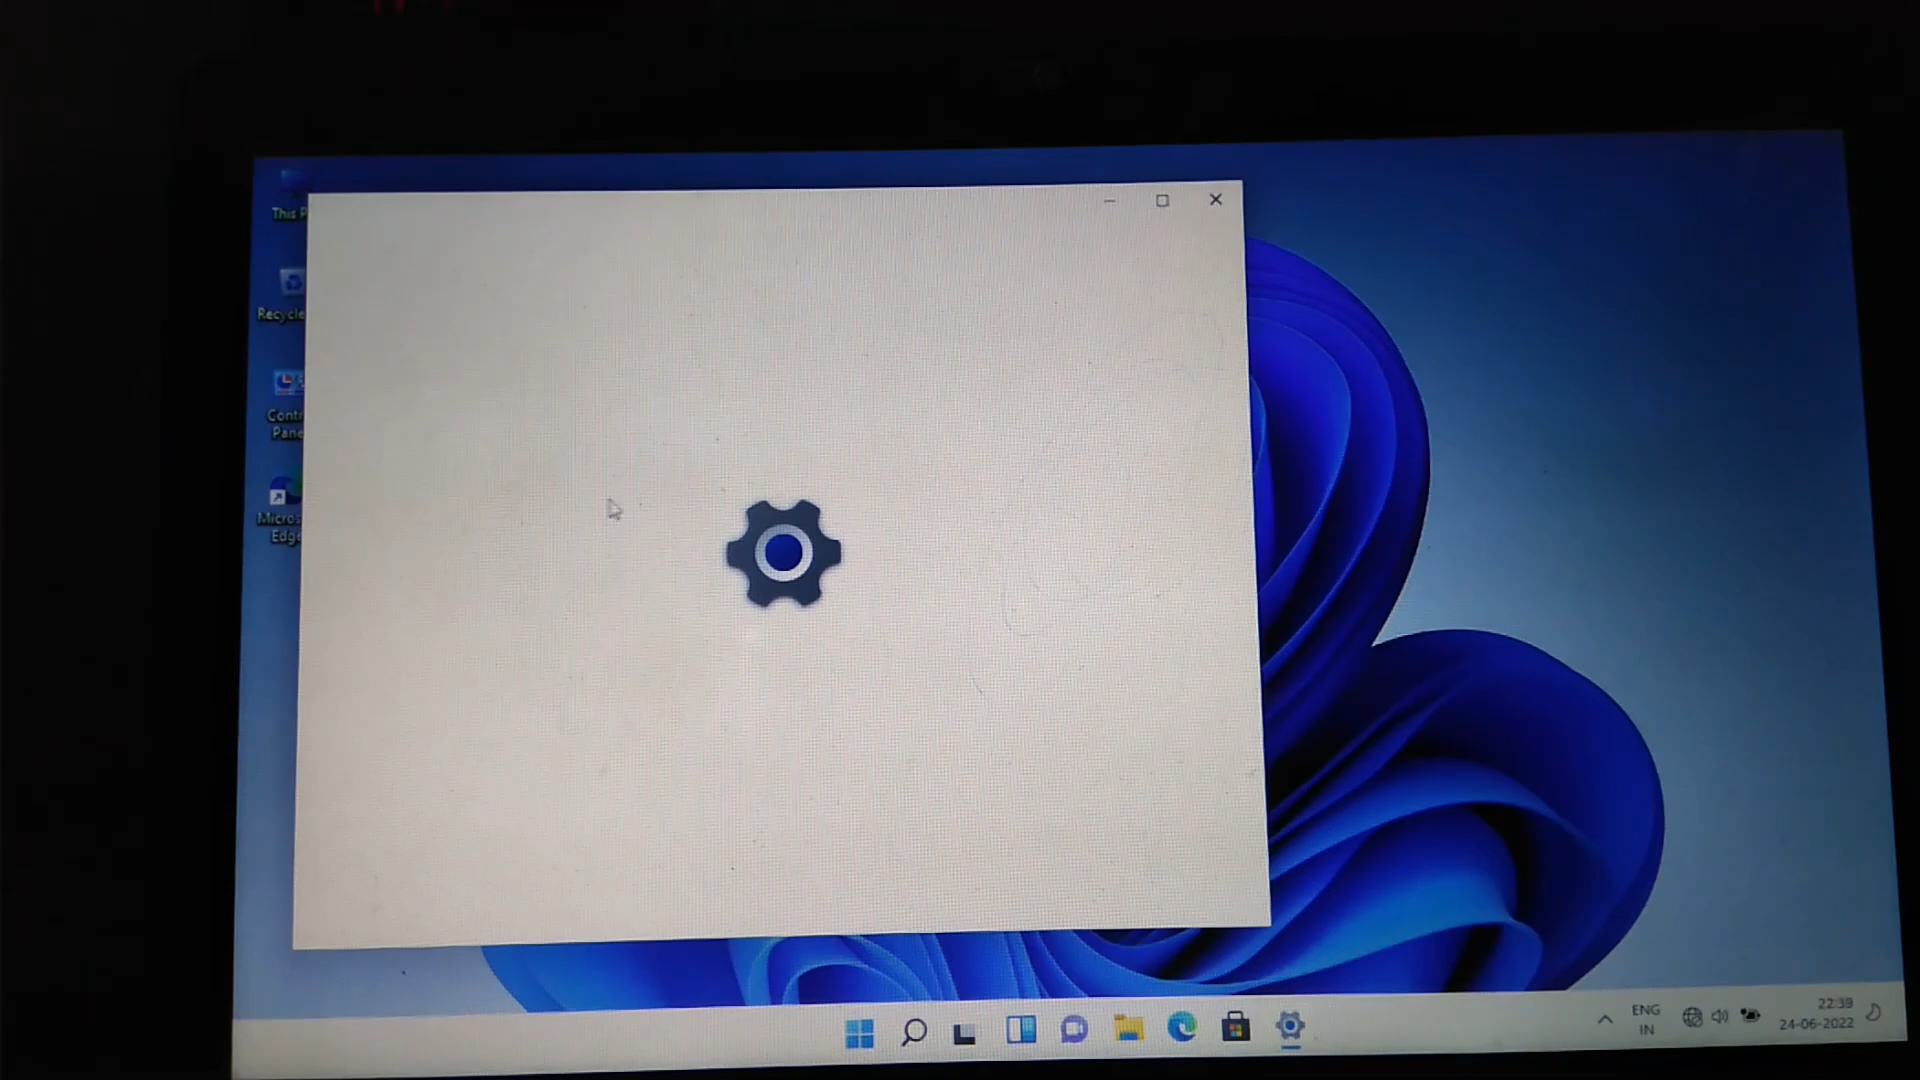 This P
Recycle
Contr
Pane
Micros
Edge
ENG
IN
22:39
24-06-2022